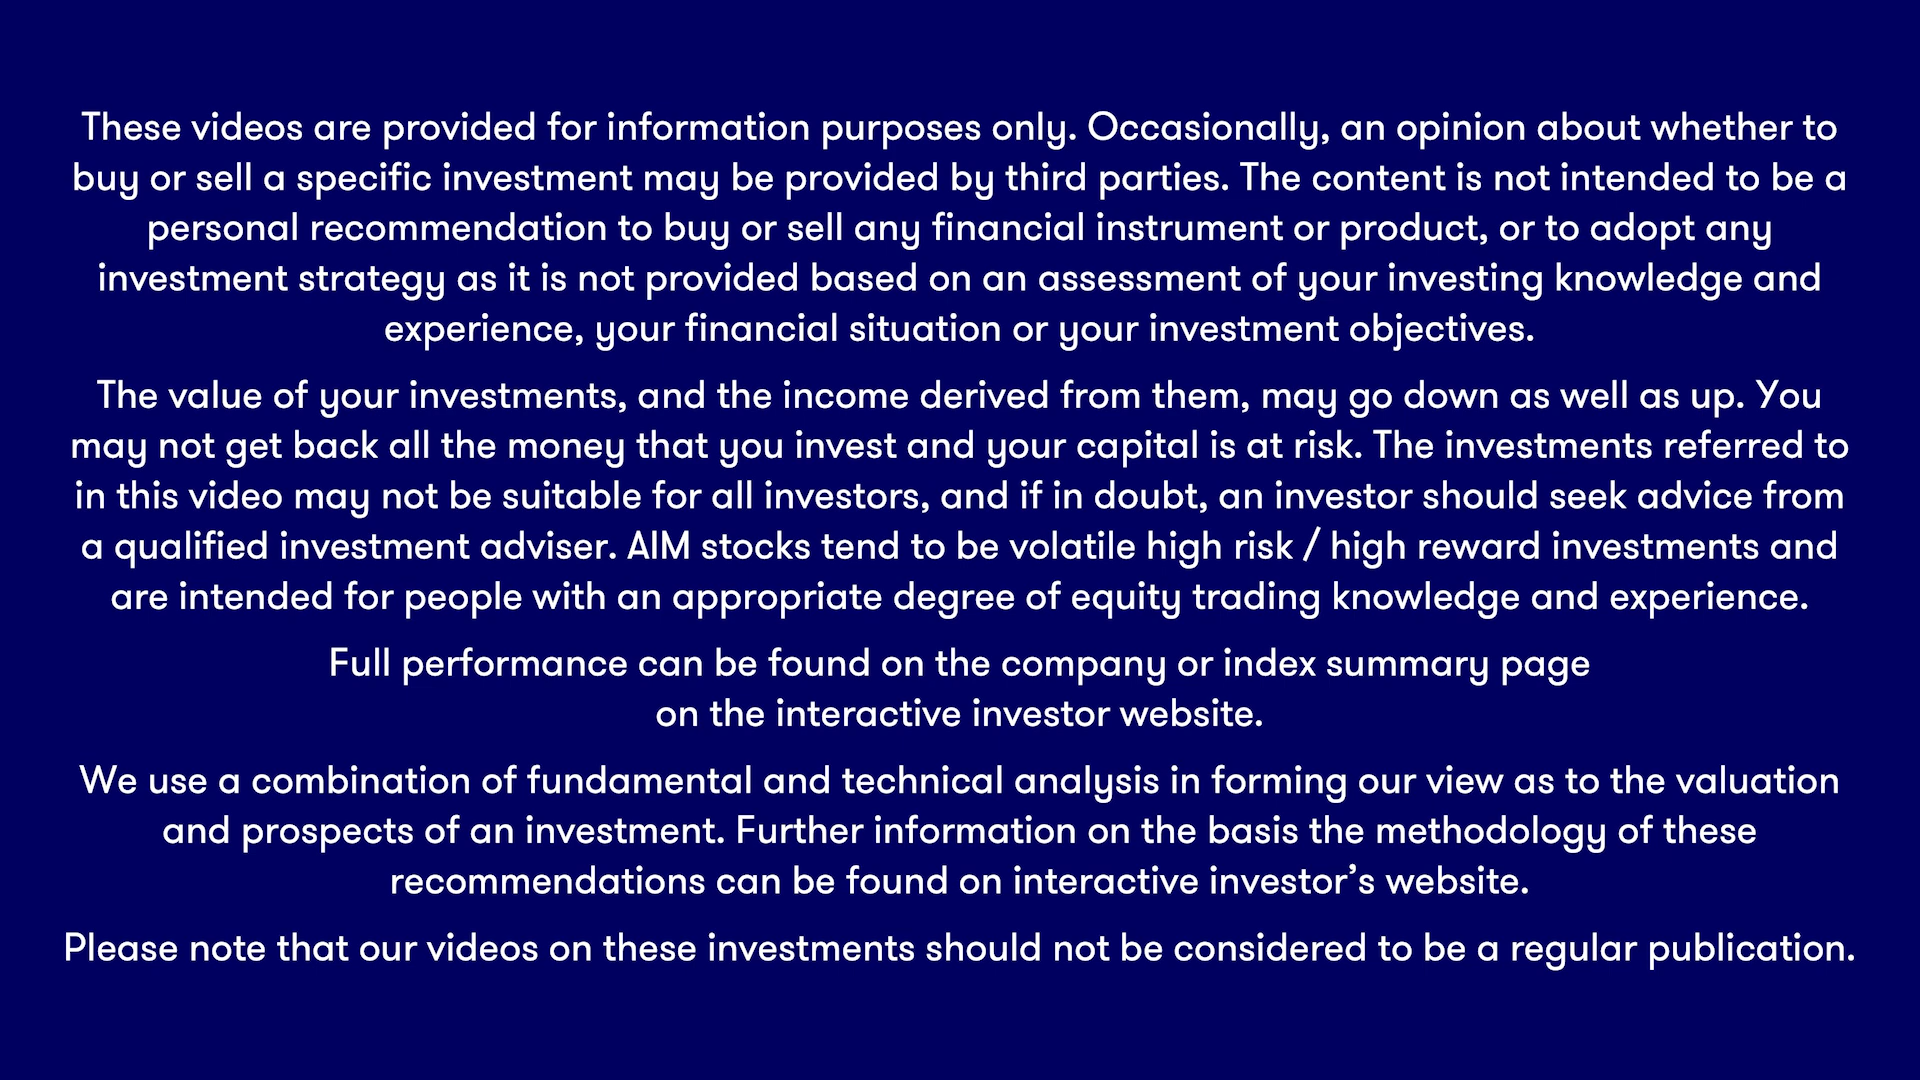 These videos are provided for information purposes only. Occasionally, an opinion about whether to
buy or sell a specific investment may be provided by third parties. The content is not intended to be a
personal recommendation to buy or sell any financial instrument or product, or to adopt any
investment strategy as it is not provided based on an assessment of your investing knowledge and
experience, your financial situation or your investment objectives.
The value of your investments, and the income derived from them, may go down as well as up. You
may not get back all the money that you invest and your capital is at risk. The investments referred to
in this video may not be suitable for all investors, and if in doubt, an investor should seek advice from
a qualified investment adviser. AIM stocks tend to be volatile high risk / high reward investments and
are intended for people with an appropriate degree of equity trading knowledge and experience.
Full performance can be found on the company or index summary page
on the interactive investor website.
We use a combination of fundamental and technical analysis in forming our view as to the valuation
and prospects of an investment. Further information on the basis the methodology of these
recommendations can be found on interactive investor’s website.
Please note that our videos on these investments should not be considered to be a regular publication.